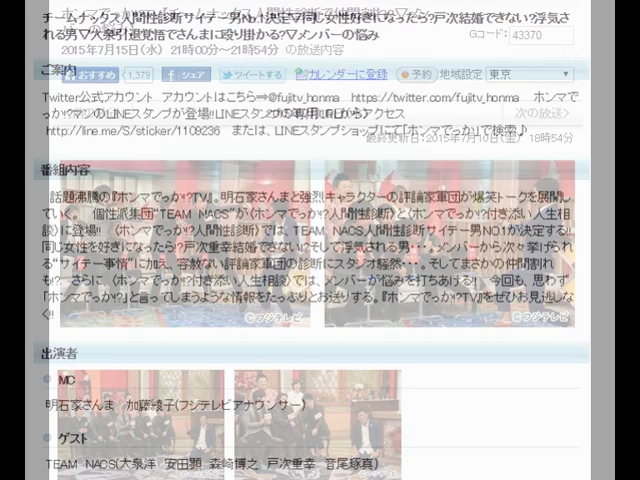 チームナックス人間性診断サイテー男No.1決定▽同じ女性好きになったら?戸次結婚できない?浮気さ
れる男▽大泉引退覚悟でさんまに殴り掛かる?▽メンバーの悩み
Gコード: 43370
2015年7月15日(水) 21時00分～21時54分 の放送内容
ご案内
おすすめ 1,379 シェア ツイートする カレンダーに登録 予約 地域設定 東京
Twitter公式アカウント アカウントはこちら⇒@fujitv_honma https://twitter.com/fujitv_honma ホンマで
っか!?マンのLINEスタンプが登場!!LINEスタンプの専用URLからアクセス
次の放送>
http://line.me/S/sticker/1109236 または、LINEスタンプショップにて「ホンマでっか」で検索♪
最終更新日:2015年7月10日(金) 18時54分
番組内容
話題沸騰の『ホンマでっか!?TV』。明石家さんまと強烈キャラクターの評論家軍団が爆笑トークを展開し
ていく。 個性派集団"TEAM NACS"が〈ホンマでっか!?人間性診断〉と〈ホンマでっか!?付き添い人生相
談〉に登場!! 〈ホンマでっか!?人間性診断〉では、TEAM NACS人間性診断サイテー男NO.1が決定する!!
同じ女性を好きになったら!?戸次重幸結婚できない!?そして浮気される男・・・。メンバーから次々挙げられ
る"サイテー事情"に加え、容赦ない評論家軍団の診断にスタジオ騒然・・・。そしてまさかの仲間割れ
も!? さらに、〈ホンマでっか!?付き添い人生相談〉では、メンバーが悩みを打ちあける!! 今回も、思わず
「ホンマでっか!?」と言ってしまうような情報をたっぷりとお送りする。『ホンマでっか!?TV』をぜひお見逃しな
く!!
©フジテレビ ©フジテレビ
出演者
MC
明石家さんま 加藤綾子(フジテレビアナウンサー)
ゲスト
TEAM NACS(大泉洋 安田顕 森崎博之 戸次重幸 音尾琢真)